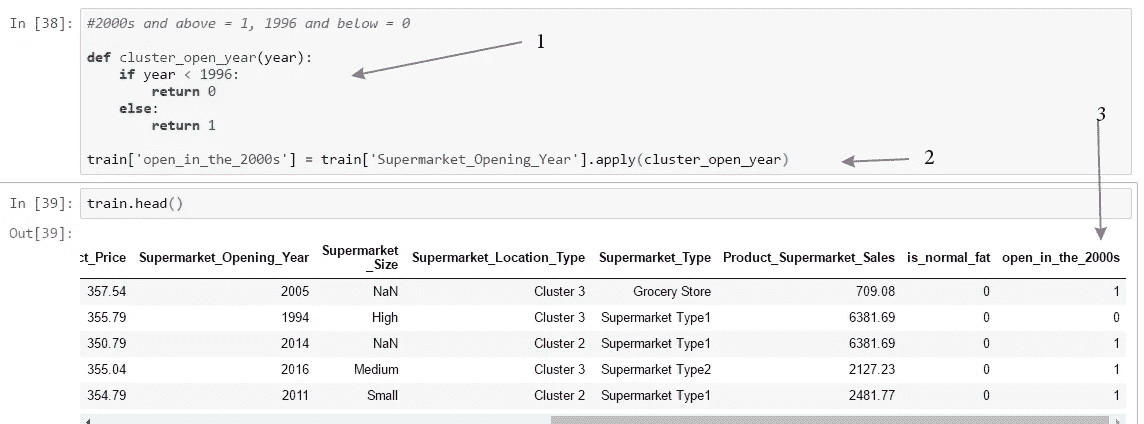 In [38]:
#2000s and above = 1, 1996 and below = 0
def cluster_open_year(year):
    if year < 1996:
        return 0
    else:
        return 1
train['open_in_the_2000s'] = train['Supermarket_Opening_Year'].apply(cluster_open_year)
1
2
3
In [39]: train.head()
Out[39]:
ct_Price Supermarket_Opening_Year Supermarket_Size Supermarket_Location_Type Supermarket_Type Product_Supermarket_Sales is_normal_fat open_in_the_2000s
357.54 2005 NaN Cluster 3 Grocery Store 709.08 0 1
355.79 1994 High Cluster 3 Supermarket Type1 6381.69 0 0
350.79 2014 NaN Cluster 2 Supermarket Type1 6381.69 0 1
355.04 2016 Medium Cluster 3 Supermarket Type2 2127.23 0 1
354.79 2011 Small Cluster 2 Supermarket Type1 2481.77 0 1